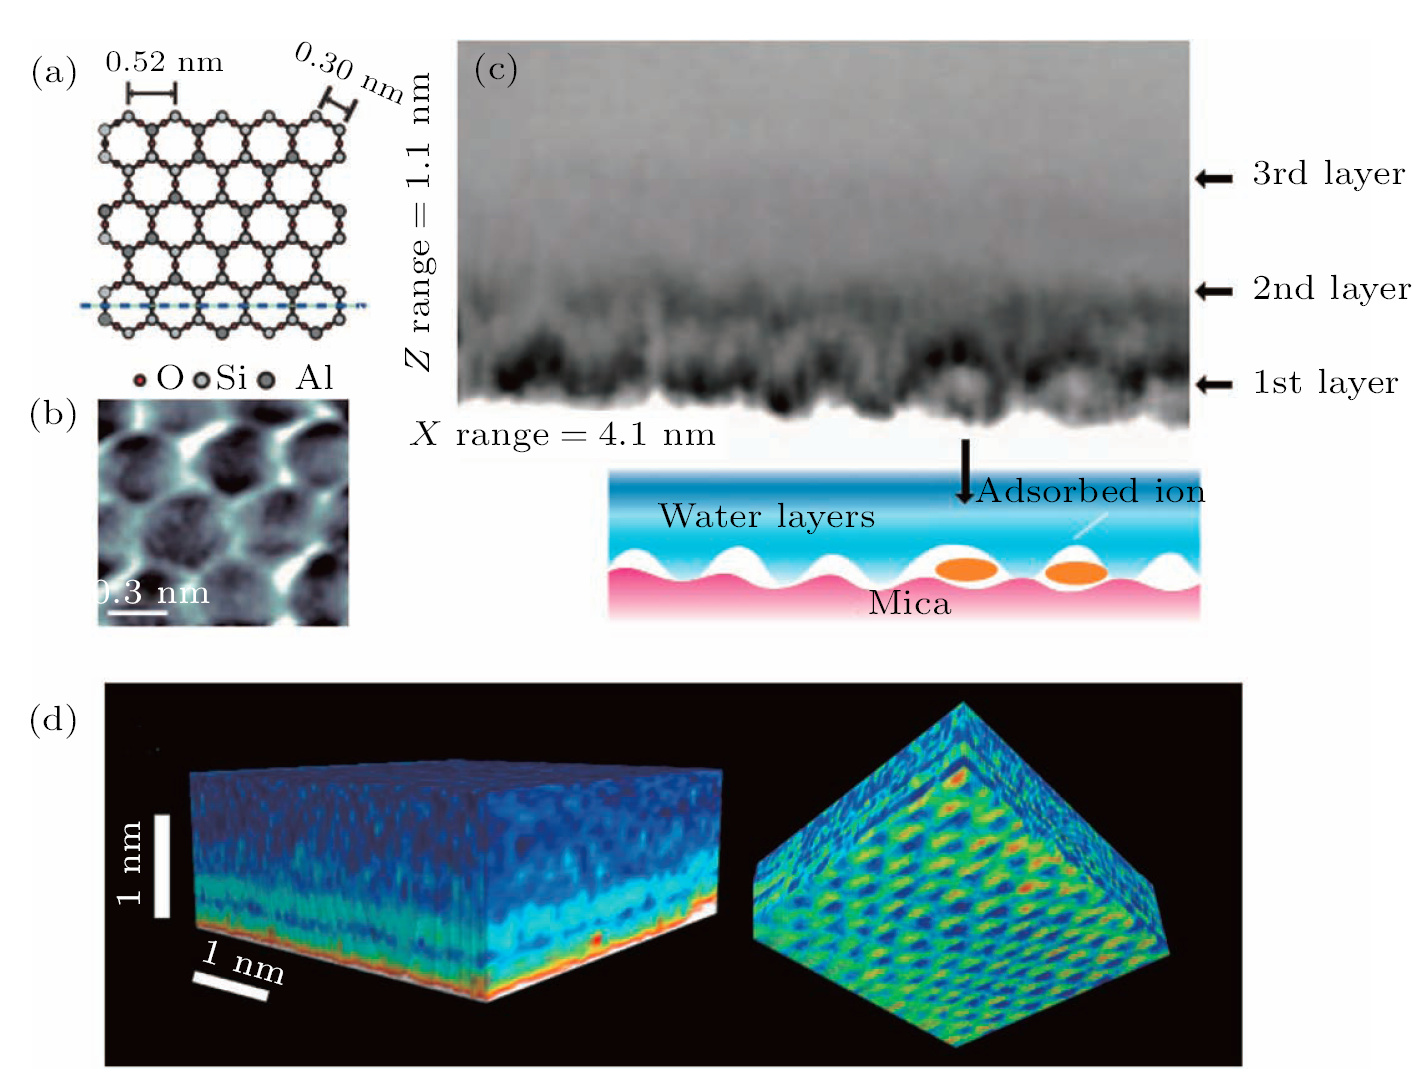 (a)
0.52 nm
0.30 nm
O Si Al
(b)
0.3 nm
(c)
Z range = 1.1 nm
X range = 4.1 nm
3rd layer
2nd layer
1st layer
Adsorbed ion
Water layers
Mica
(d)
1 nm
1 nm